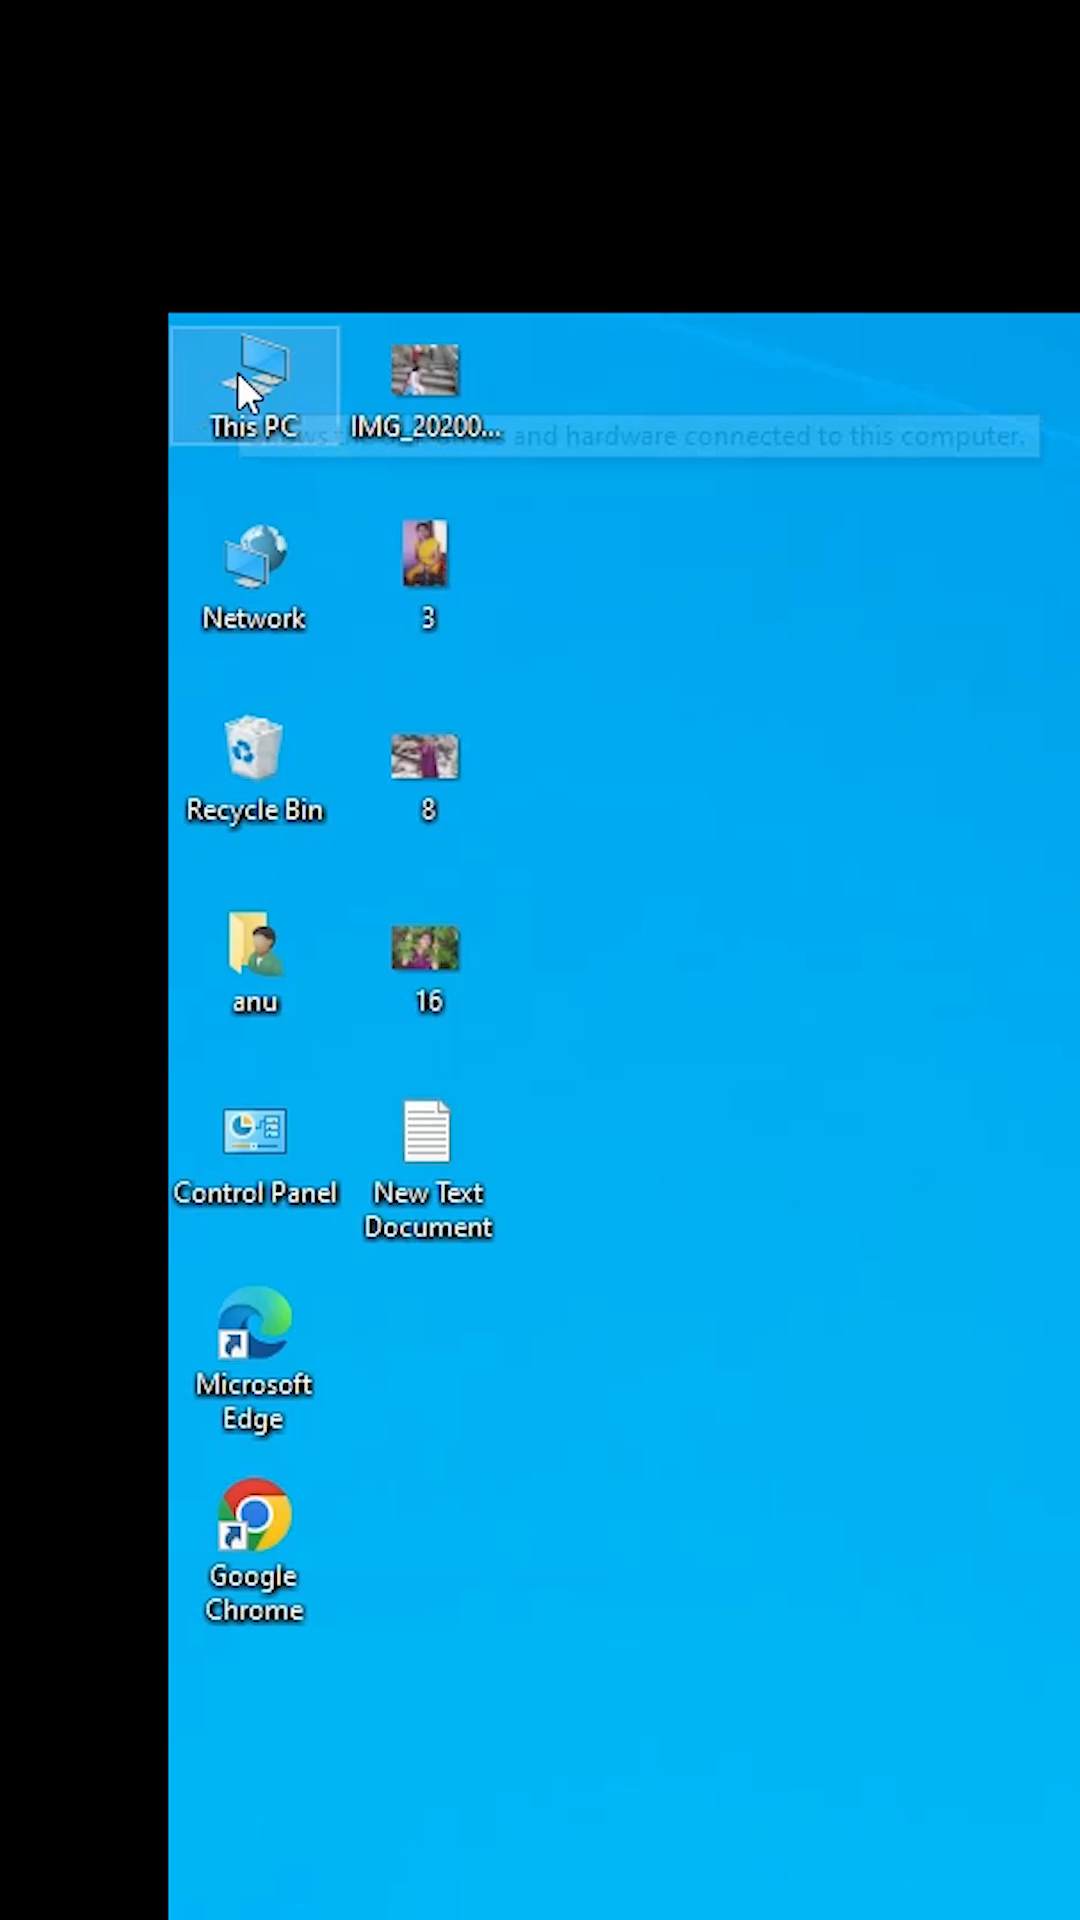 This PC
IMG_20200...
and hardware connected to this computer.
Network
3
Recycle Bin
8
anu
16
Control Panel
New Text
Document
Microsoft
Edge
Google
Chrome